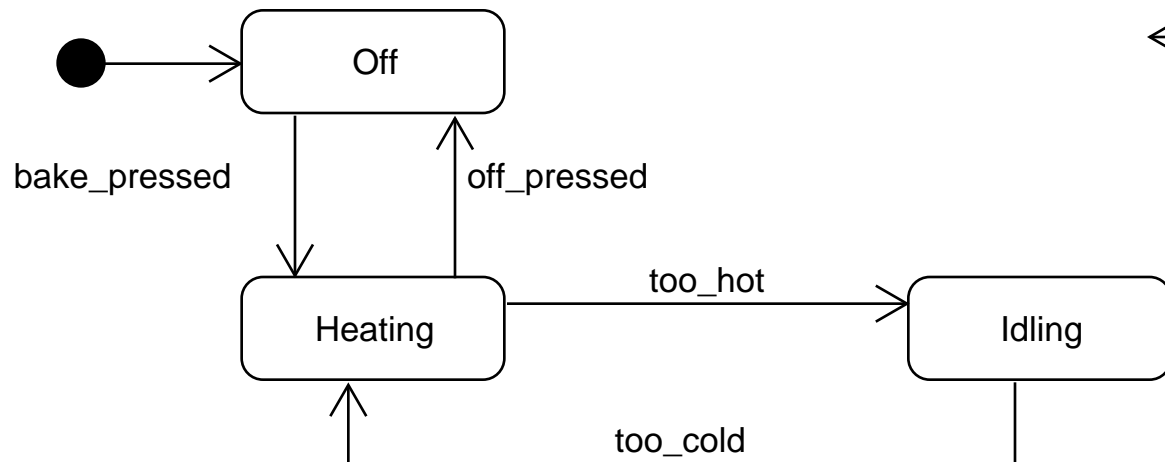 Off
bake_pressed
off_pressed
too_hot
Heating
Idling
too_cold